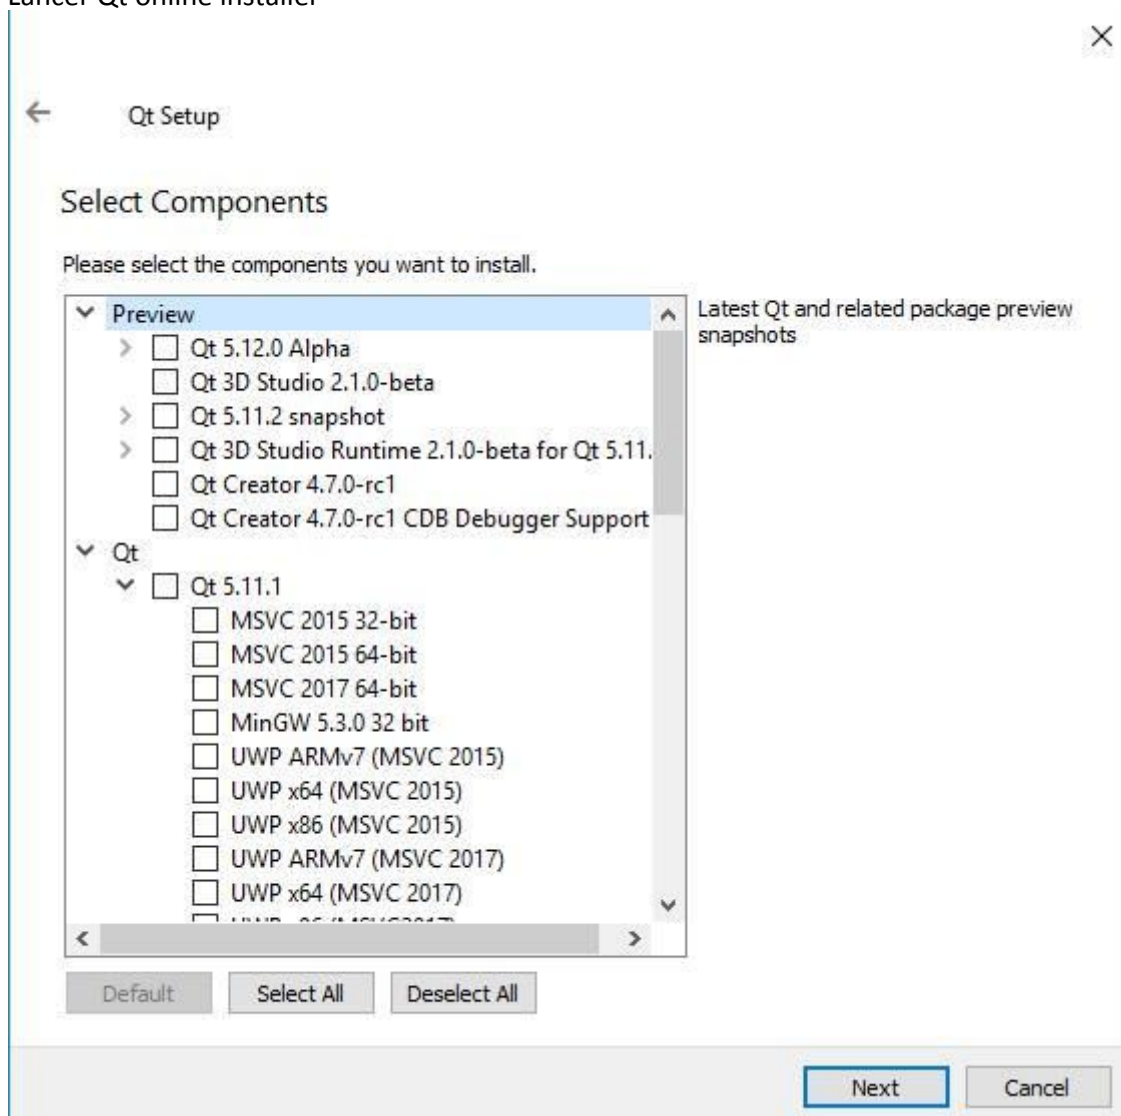 Lancer Qt online installer
Qt Setup
Select Components
Please select the components you want to install.
Preview
Qt 5.12.0 Alpha
Qt 3D Studio 2.1.0-beta
Qt 5.11.2 snapshot
Qt 3D Studio Runtime 2.1.0-beta for Qt 5.11.
Qt Creator 4.7.0-rc1
Qt Creator 4.7.0-rc1 CDB Debugger Support
Qt
Qt 5.11.1
MSVC 2015 32-bit
MSVC 2015 64-bit
MSVC 2017 64-bit
MinGW 5.3.0 32 bit
UWP ARMv7 (MSVC 2015)
UWP x64 (MSVC 2015)
UWP x86 (MSVC 2015)
UWP ARMv7 (MSVC 2017)
UWP x64 (MSVC 2017)
Latest Qt and related package preview
snapshots
Default
Select All
Deselect All
Next
Cancel